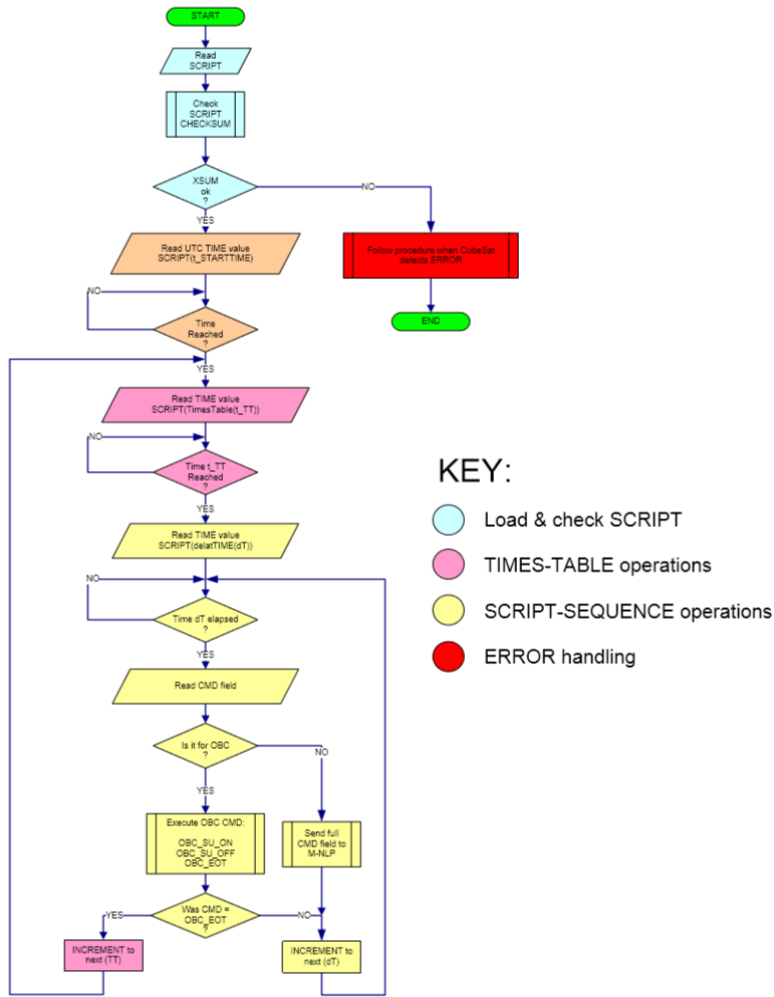 START
Read
SCRIPT
Check
SCRIPT
CHECKSUM
XSUM
ok
?
NO
YES
Read UTC TIME value
SCRIPT(t_STARTTIME)
Follow procedure when CubeSat
detects ERROR
NO
END
Time
Reached
?
YES
Read TIME value
SCRIPT(TimesTable(t_TT))
NO
Time t_TT
Reached
?
YES
Read TIME value
SCRIPT(delatTIME(dT))
NO
Time dT elapsed
?
YES
Read CMD field
Is it for OBC
?
NO
YES
Execute OBC CMD:
OBC_SU_ON
OBC_SU_OFF
OBC_EOT
Send full
CMD field to
M-NLP
Was CMD =
OBC_EOT
?
YES
NO
INCREMENT to
next (TT)
INCREMENT to
next (dT)
KEY:
Load & check SCRIPT
TIMES-TABLE operations
SCRIPT-SEQUENCE operations
ERROR handling